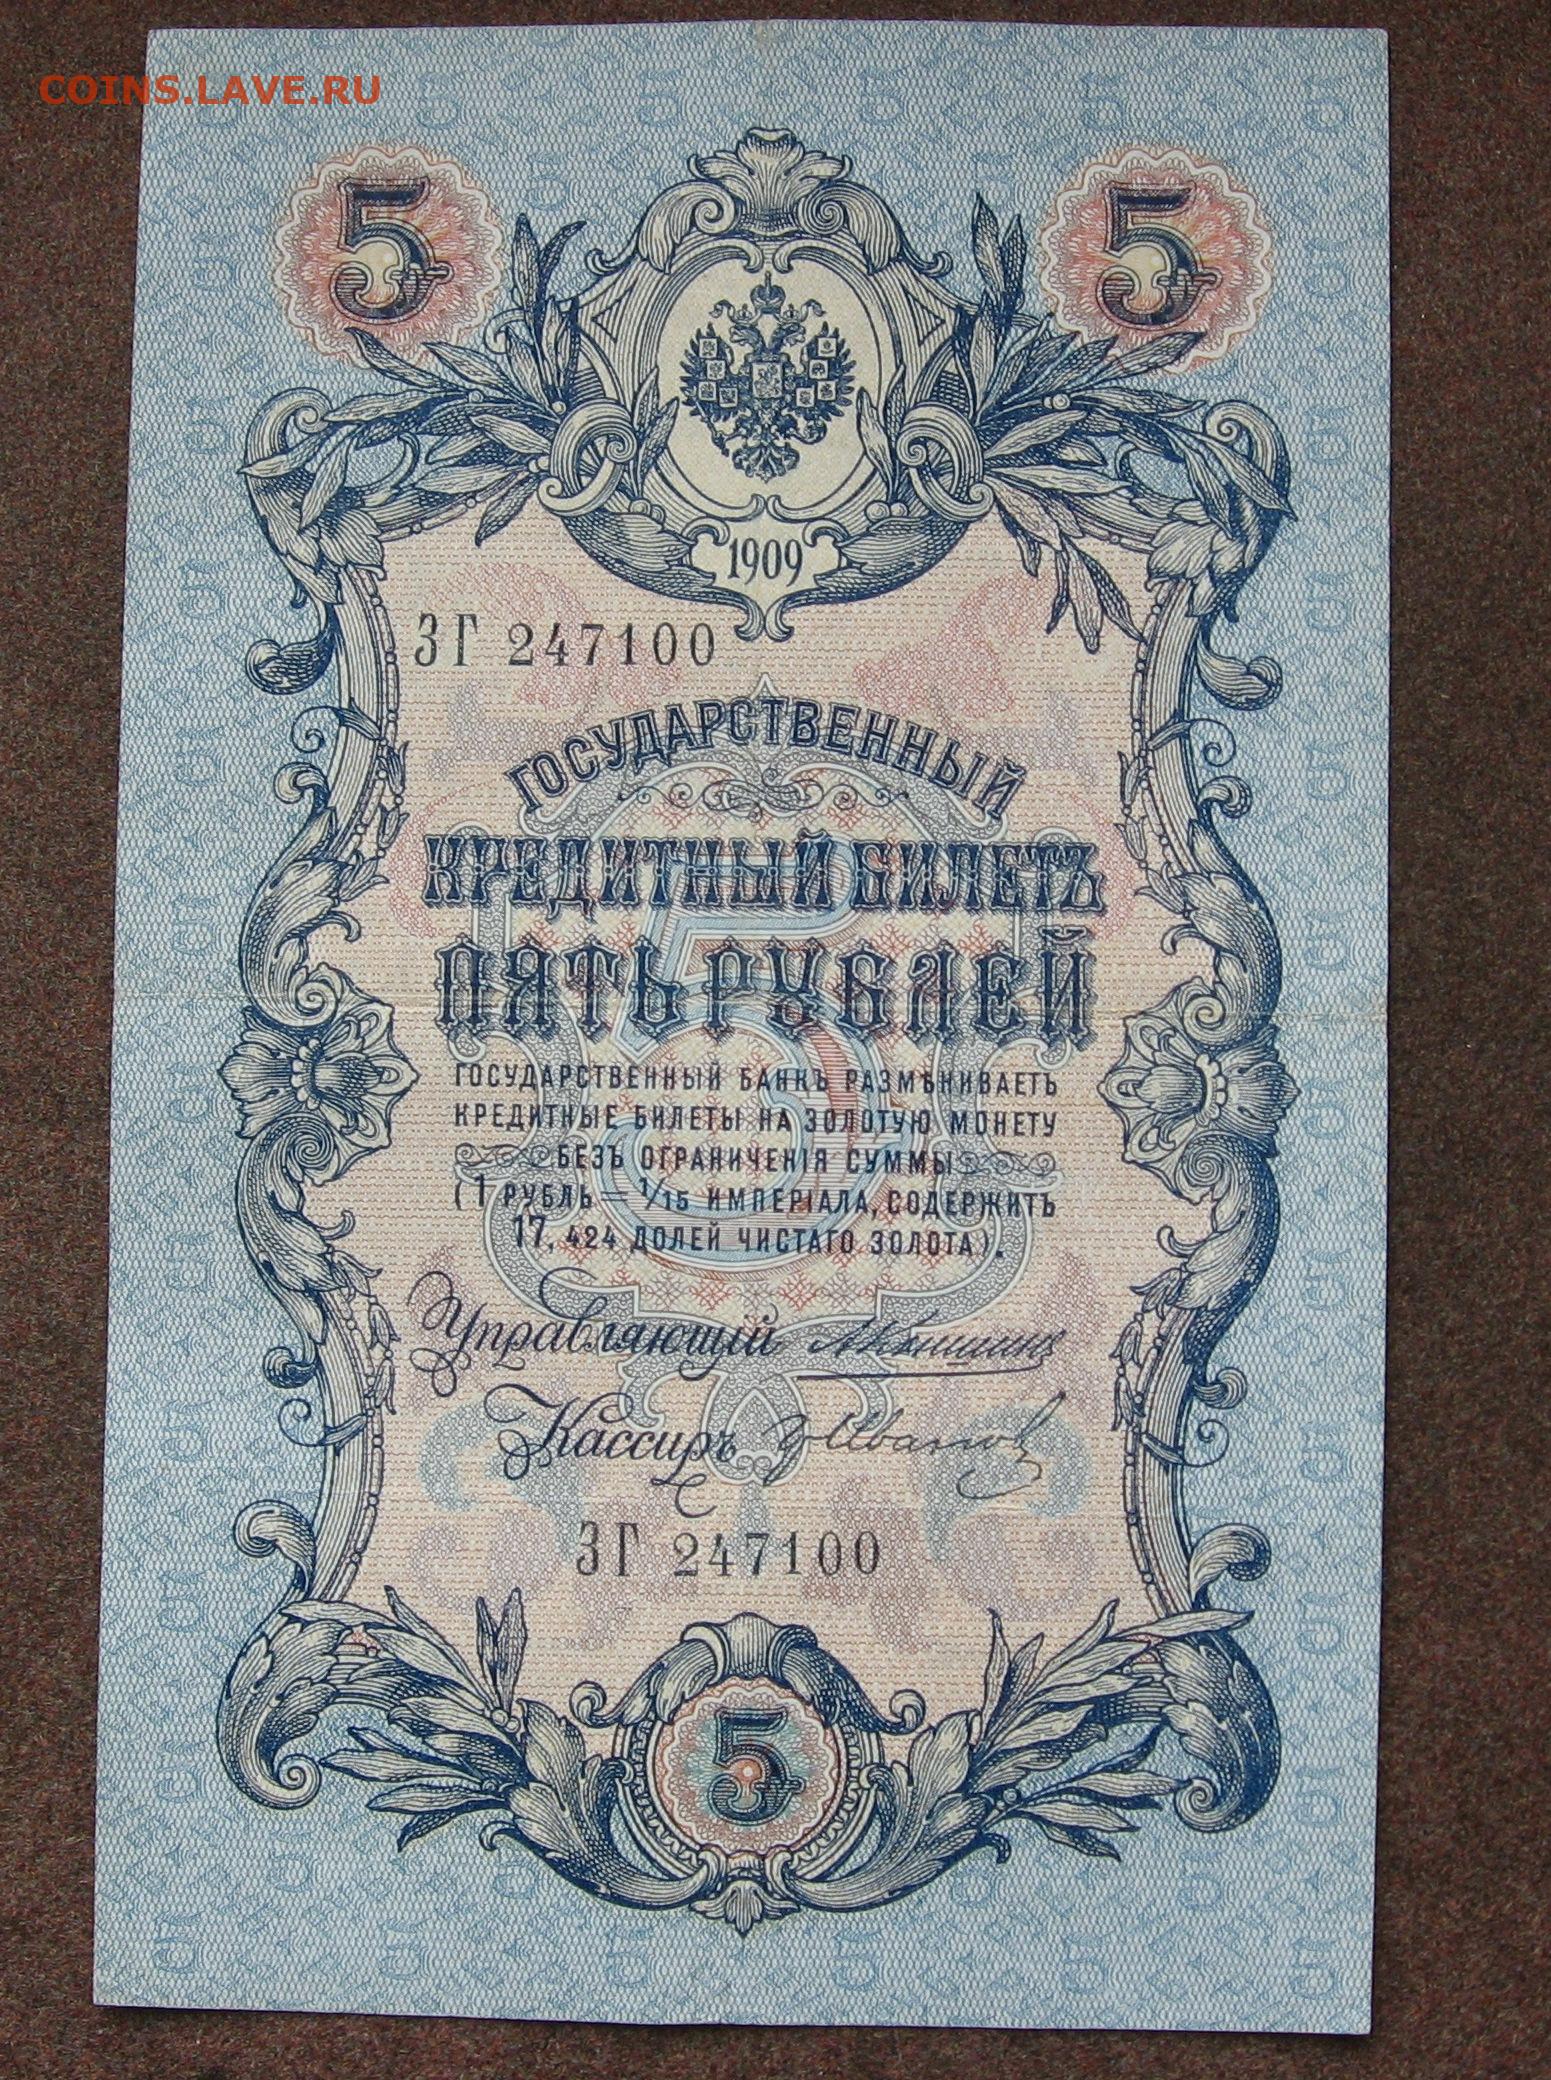 COINS.LAVE.RU
5 5
1909
ЗГ 247100
ГОСУДАРСТВЕННЫЙ
КРЕДИТНЫЙ БИЛЕТЪ
ПЯТЬ РУБЛЕЙ
5
ГОСУДАРСТВЕННЫЙ БАНКЪ РАЗМѢНИВАЕТЪ
КРЕДИТНЫЕ БИЛЕТЫ НА ЗОЛОТУЮ МОНЕТУ
БЕЗЪ ОГРАНИЧЕНІЯ СУММЫ
(1 РУБЛЬ = 1/15 ИМПЕРІАЛА, СОДЕРЖИТЪ
17,424 ДОЛЕЙ ЧИСТАГО ЗОЛОТА).
Управляющій
Кассиръ Иванов
ЗГ 247100
5